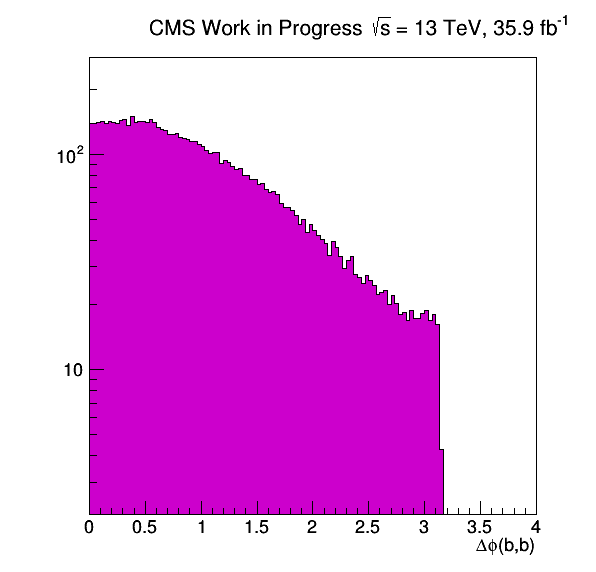 CMS Work in Progress √s = 13 TeV, 35.9 fb⁻¹
10²
10
0 0.5 1 1.5 2 2.5 3 3.5 4
Δϕ(b,b)